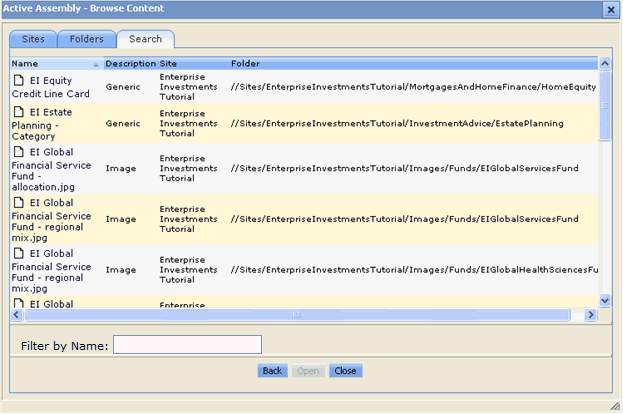 Active Assembly - Browse Content
Sites Folders Search
Name Description Site Folder
EI Equity
Credit Line Card
Generic
Enterprise
Investments
Tutorial
//Sites/EnterpriseInvestmentsTutorial/MortgagesAndHomeFinance/HomeEquity
EI Estate
Planning -
Category
Generic
Enterprise
Investments
Tutorial
//Sites/EnterpriseInvestmentsTutorial/InvestmentAdvice/EstatePlanning
EI Global
Financial Service
Fund -
allocation.jpg
Image
Enterprise
Investments
Tutorial
//Sites/EnterpriseInvestmentsTutorial/Images/Funds/EIGlobalServicesFund
EI Global
Financial Service
Fund - regional
mix.jpg
Image
Enterprise
Investments
Tutorial
//Sites/EnterpriseInvestmentsTutorial/Images/Funds/EIGlobalServicesFund
EI Global
Financial Service
Fund - regional
mix.jpg
Image
Enterprise
Investments
Tutorial
//Sites/EnterpriseInvestmentsTutorial/Images/Funds/EIGlobalHealthSciencesFu
EI Global
Enterprise
Filter by Name:
Back Open Close